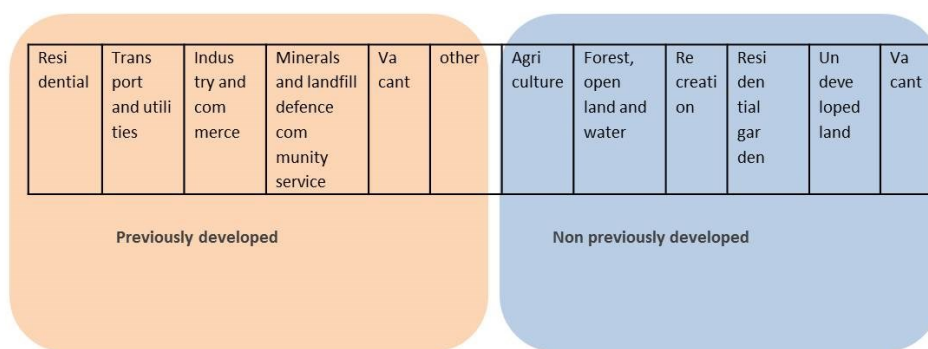 Resi
dential
Trans
port
and utili
ties
Indus
try and
com
merce
Minerals
and landfill
defence
com
munity
service
Va
cant
other
Agri
culture
Forest,
open
land and
water
Re
creati
on
Resi
den
tial
gar
den
Un
deve
loped
land
Va
cant
Previously developed
Non previously developed